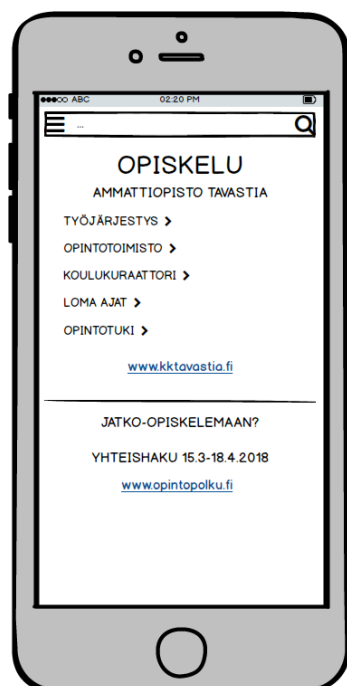 ABC 02:20 PM
...
OPISKELU
AMMATTIOPISTO TAVASTIA
TYÖJÄRJESTYS >
OPINTOTOIMISTO >
KOULUKURAATTORI >
LOMA AJAT >
OPINTOTUKI >
www.kktavastia.fi
JATKO-OPISKELEMAAN?
YHTEISHAKU 15.3-18.4.2018
www.opintopolku.fi